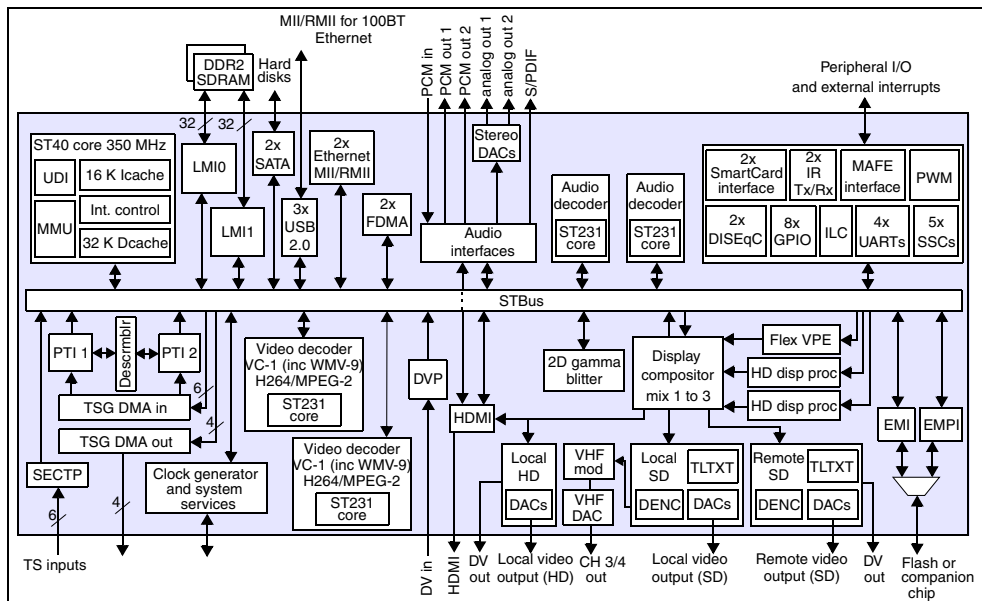 MII/RMII for 100BT
Ethernet
DDR2
SDRAM
Hard
disks
PCM in
PCM out 1
PCM out 2
analog out 1
analog out 2
S/PDIF
Peripheral I/O
and external interrupts
32
32
ST40 core 350 MHz
UDI
16 K Icache
MMU
Int. control
32 K Dcache
LMI0
LMI1
2x
SATA
3x
USB
2.0
2x
Ethernet
MII/RMII
2x
FDMA
Stereo
DACs
Audio
interfaces
Audio
decoder
ST231
core
Audio
decoder
ST231
core
2x
SmartCard
interface
2x
IR
Tx/Rx
MAFE
interface
PWM
2x
DISEqC
8x
GPIO
ILC
4x
UARTs
5x
SSCs
STBus
PTI 1
Descrmblr
PTI 2
TSG DMA in
6
TSG DMA out
4
SECTP
Clock generator
and system
services
Video decoder
VC-1 (inc WMV-9)
H264/MPEG-2
ST231
core
Video decoder
VC-1 (inc WMV-9)
H264/MPEG-2
ST231
core
DVP
HDMI
2D gamma
blitter
Display
compositor
mix 1 to 3
Flex VPE
HD disp proc
HD disp proc
EMI
EMPI
Local
HD
DACs
VHF
mod
VHF
DAC
Local
SD
TLTXT
DENC
DACs
Remote
SD
TLTXT
DENC
DACs
6
4
TS inputs
DV in
HDMI
DV
out
Local video
output (HD)
CH 3/4
out
Local video
output (SD)
Remote video
output (SD)
DV
out
Flash or
companion
chip